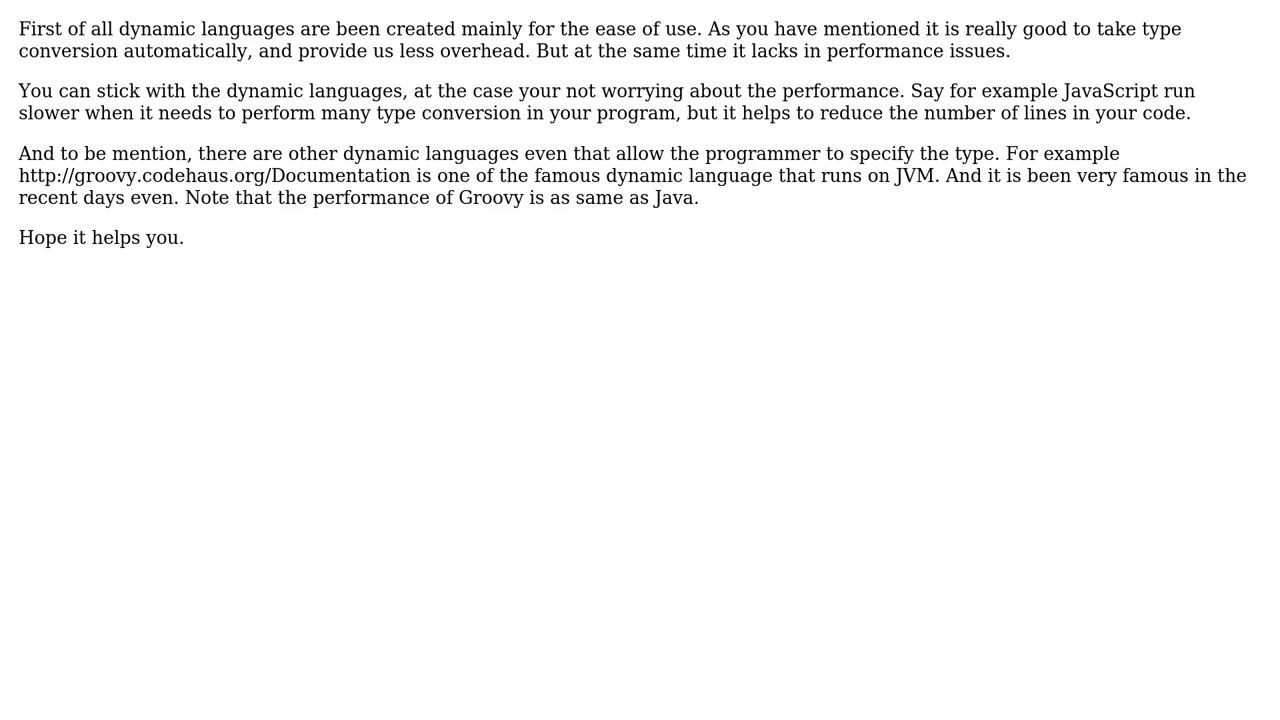 First of all dynamic languages are been created mainly for the ease of use. As you have mentioned it is really good to take type
conversion automatically, and provide us less overhead. But at the same time it lacks in performance issues.
You can stick with the dynamic languages, at the case your not worrying about the performance. Say for example JavaScript run
slower when it needs to perform many type conversion in your program, but it helps to reduce the number of lines in your code.
And to be mention, there are other dynamic languages even that allow the programmer to specify the type. For example
http://groovy.codehaus.org/Documentation is one of the famous dynamic language that runs on JVM. And it is been very famous in the
recent days even. Note that the performance of Groovy is as same as Java.
Hope it helps you.